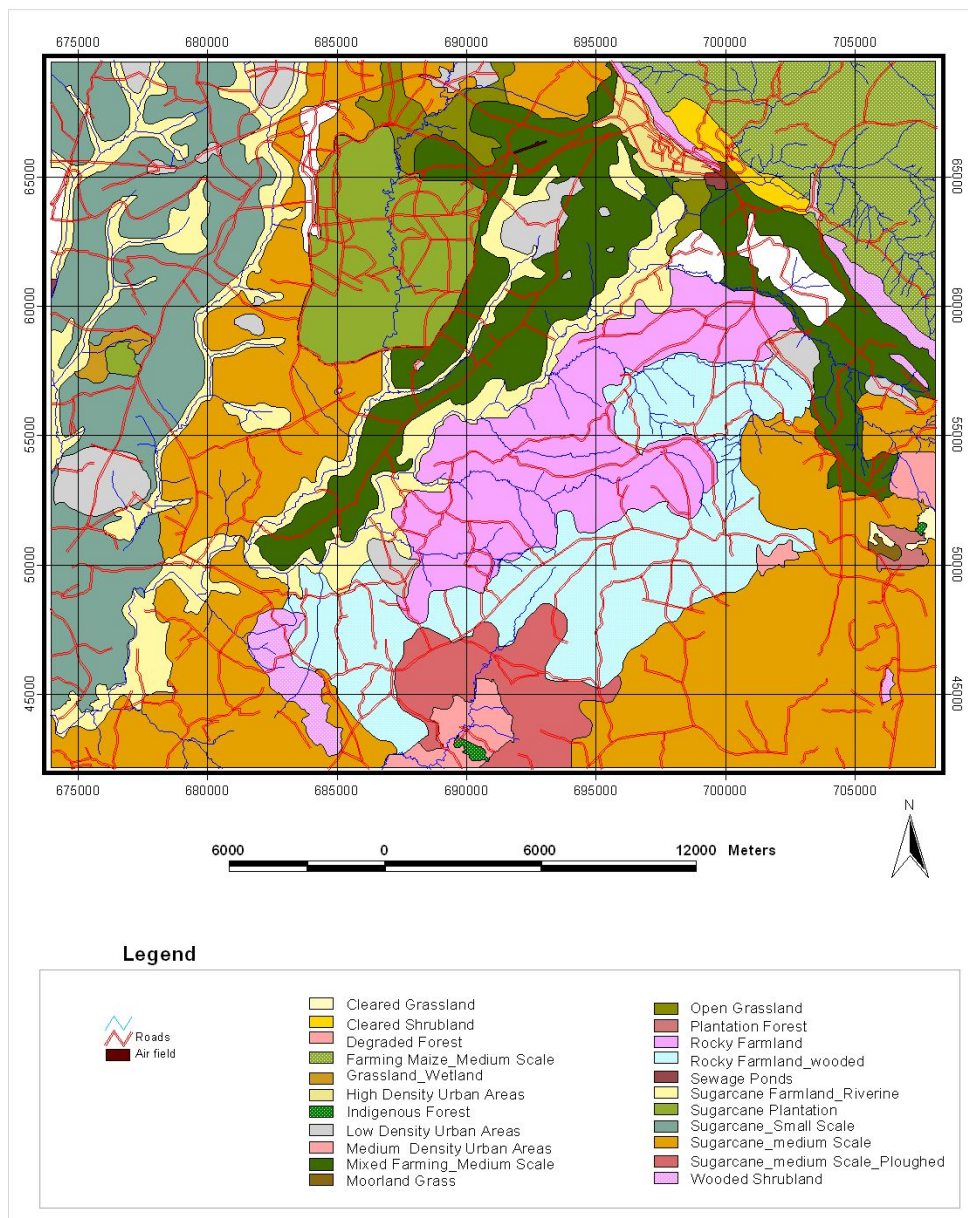 675000 680000 685000 690000 695000 700000 705000
65000 65000
60000 60000
55000 55000
50000 50000
45000 45000
675000 680000 685000 690000 695000 700000 705000
N
6000 0 6000 12000 Meters
Legend
Roads
Air field
Cleared Grassland
Cleared Shrubland
Degraded Forest
Farming Maize_Medium Scale
Grassland_Wetland
High Density Urban Areas
Indigenous Forest
Low Density Urban Areas
Medium Density Urban Areas
Mixed Farming_Medium Scale
Moorland Grass
Open Grassland
Plantation Forest
Rocky Farmland
Rocky Farmland_wooded
Sewage Ponds
Sugarcane Farmland_Riverine
Sugarcane Plantation
Sugarcane_Small Scale
Sugarcane_medium Scale
Sugarcane_medium Scale_Ploughed
Wooded Shrubland